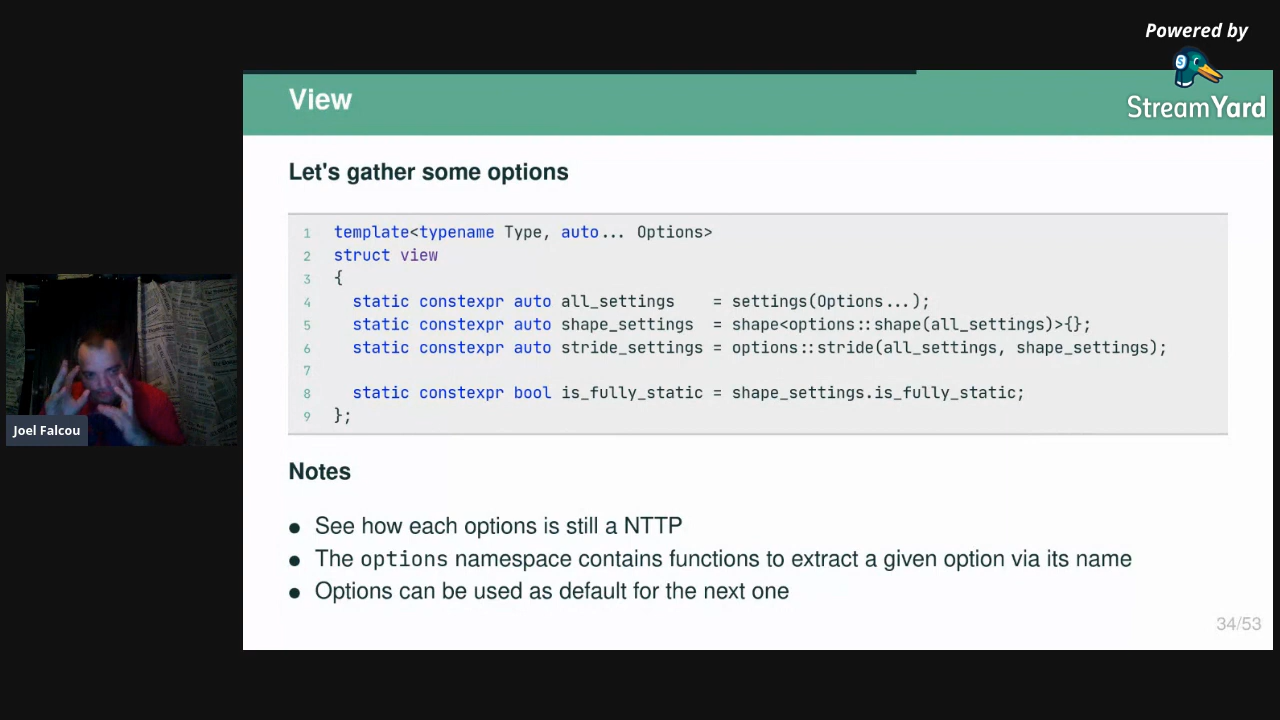 Powered by
StreamYard
View
Let's gather some options
1 template<typename Type, auto... Options>
2 struct view
3 {
4 static constexpr auto all_settings = settings(Options...);
5 static constexpr auto shape_settings = shape<options::shape(all_settings)>{};
6 static constexpr auto stride_settings = options::stride(all_settings, shape_settings);
7
8 static constexpr bool is_fully_static = shape_settings.is_fully_static;
9 };
Joel Falcou
Notes
● See how each options is still a NTTP
● The options namespace contains functions to extract a given option via its name
● Options can be used as default for the next one
34/53